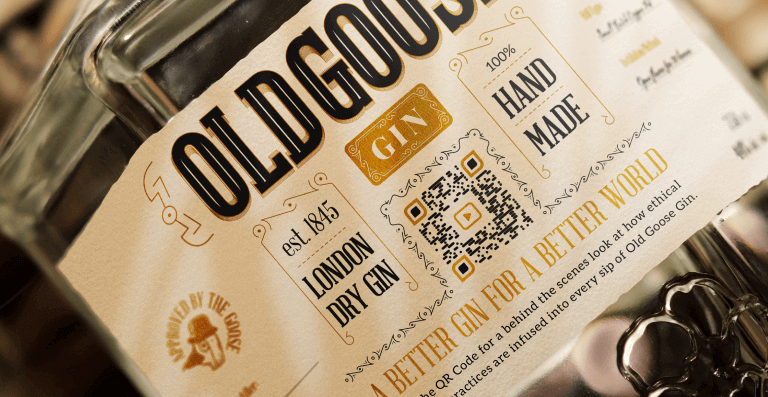 OLDGOOSE
GIN
100%
HAND
MADE
est. 1845
LONDON
DRY GIN
APPROVED BY THE GOOSE
A BETTER GIN FOR A BETTER WORLD
the QR Code for a behind the scenes look at how ethical
practices are infused into every sip of Old Goose Gin.